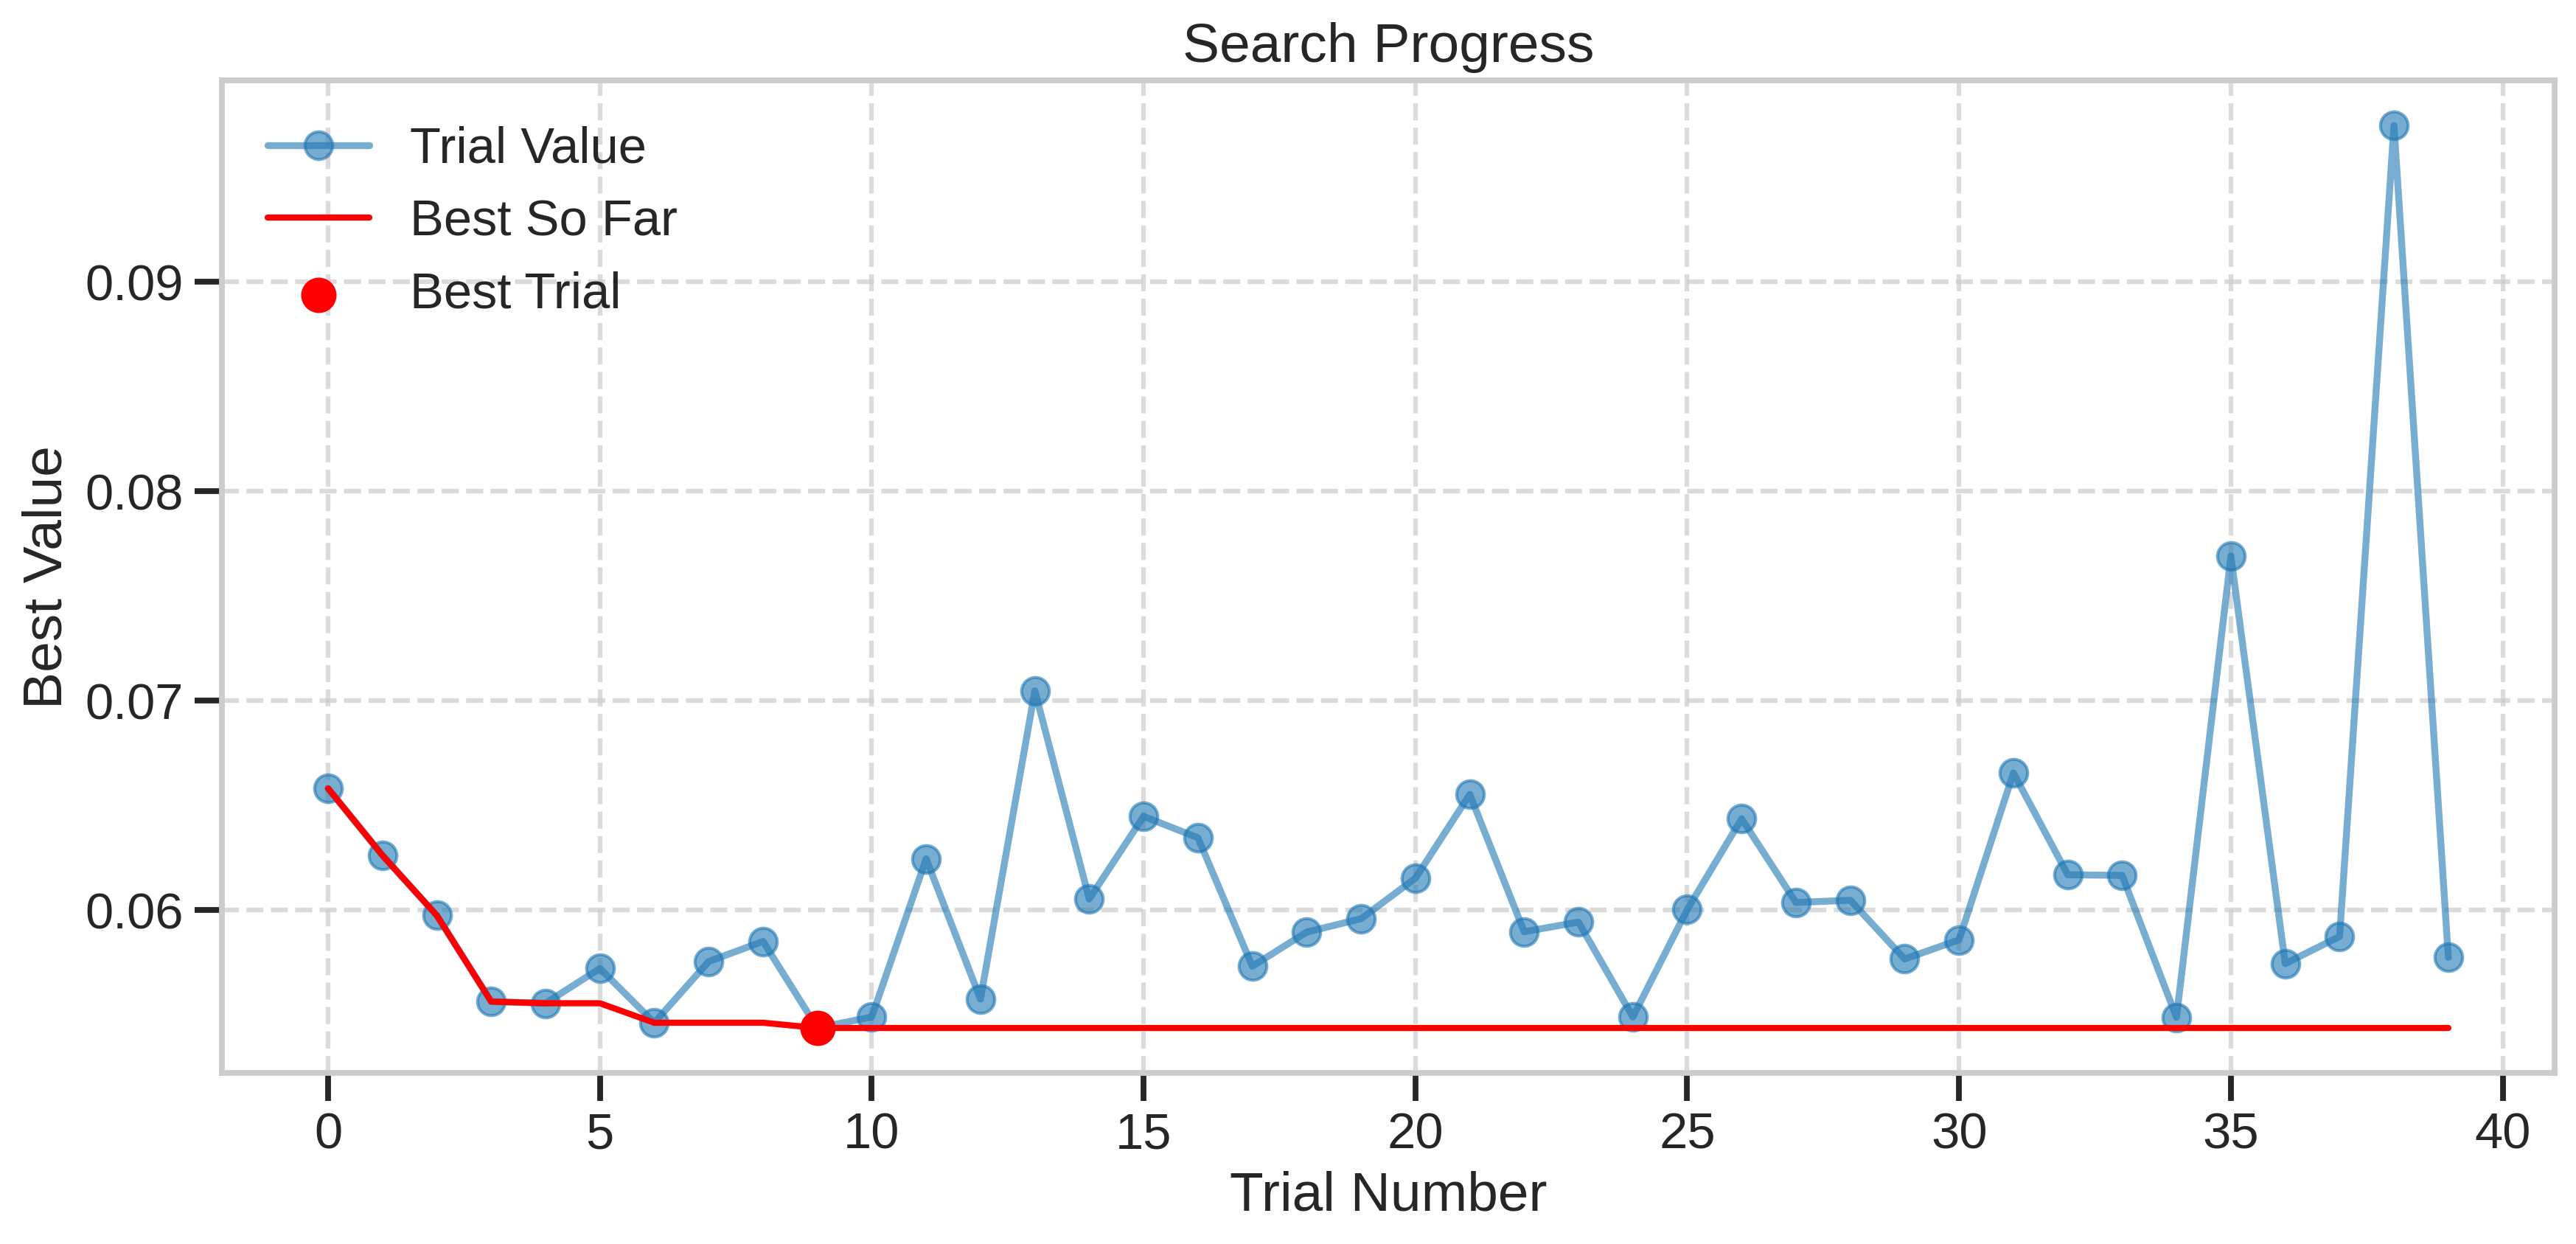 Search Progress
Trial Value
Best So Far
Best Trial
Best Value
0.09
0.08
0.07
0.06
0 5 10 15 20 25 30 35 40
Trial Number